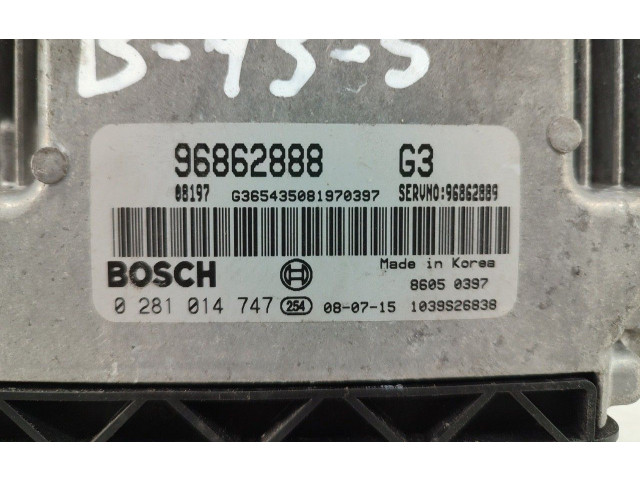 B-93-5
96862888 G3
08197 G365435081970397 SERVNO:96862889
BOSCH Made in Korea
8605 0397
0 281 014 747 254 08-07-15 1039S26838